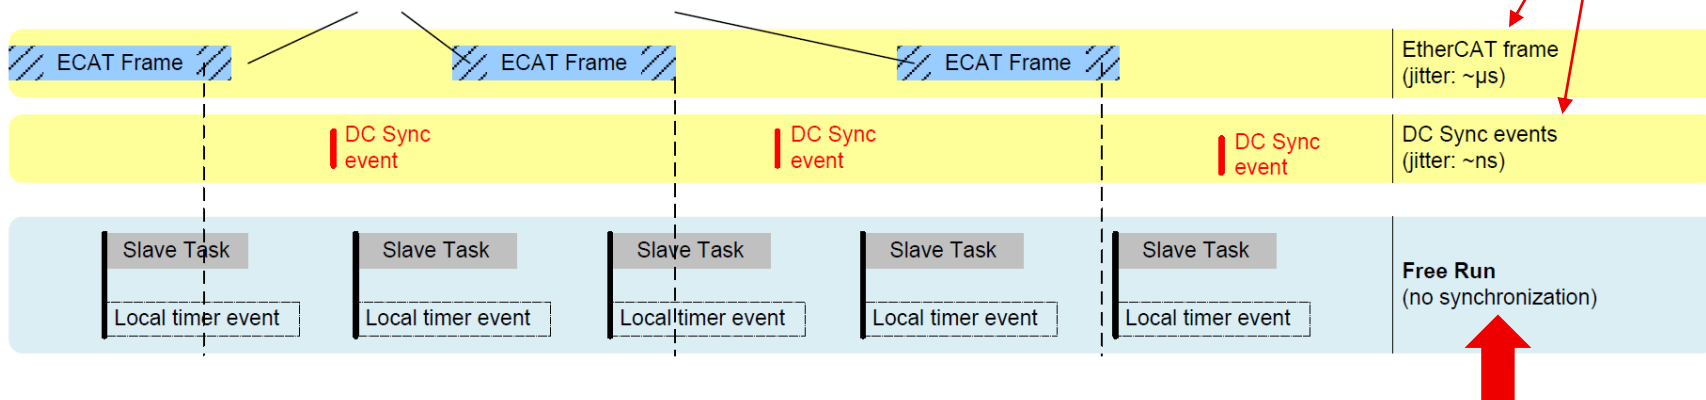 ECAT Frame
ECAT Frame
ECAT Frame
EtherCAT frame
(jitter: ~µs)
DC Sync
event
DC Sync
event
DC Sync
event
DC Sync events
(jitter: ~ns)
Slave Task
Slave Task
Slave Task
Slave Task
Slave Task
Local timer event
Local timer event
Local timer event
Local timer event
Local timer event
Free Run
(no synchronization)